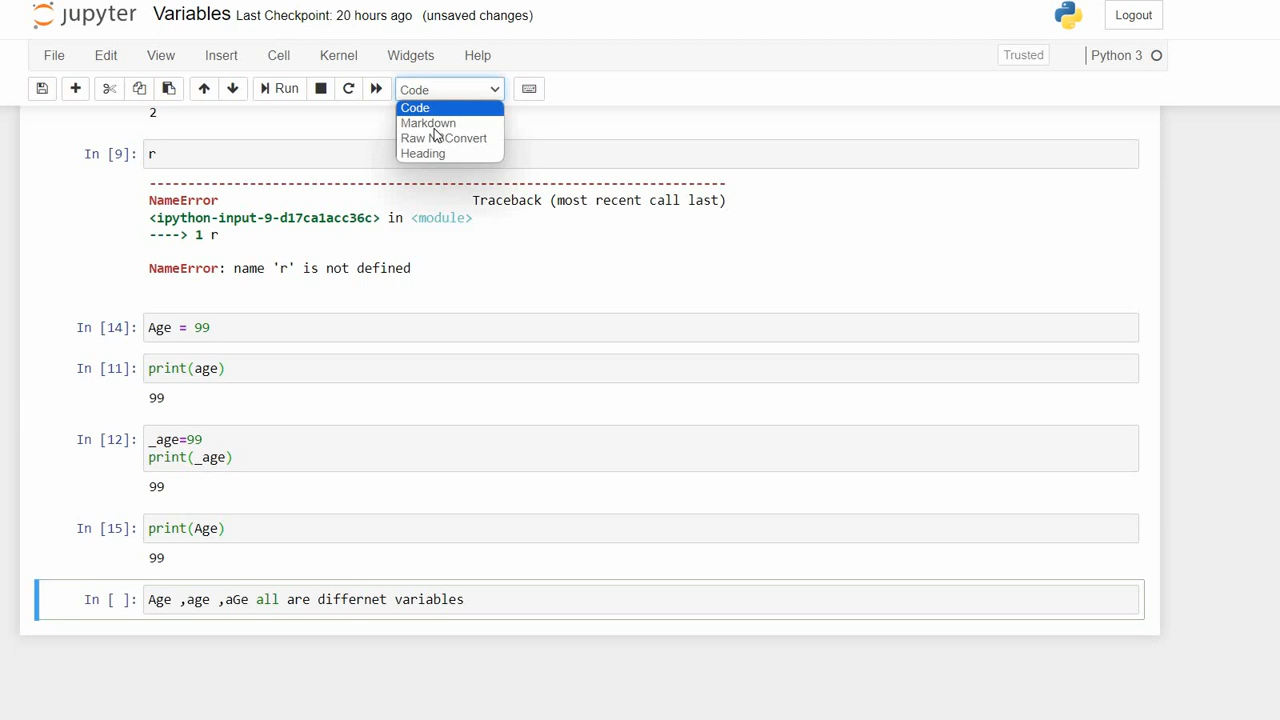 jupyter Variables Last Checkpoint: 20 hours ago (unsaved changes) Logout
File Edit View Insert Cell Kernel Widgets Help Trusted Python 3
Run Code
Code
Markdown
Raw NBConvert
Heading
2
In [9]: r
NameError Traceback (most recent call last)
<ipython-input-9-d17ca1acc36c> in <module>
----> 1 r
NameError: name 'r' is not defined
In [14]: Age = 99
In [11]: print(age)
99
In [12]: _age=99
print(_age)
99
In [15]: print(Age)
99
In [ ]: Age ,age ,aGe all are differnet variables